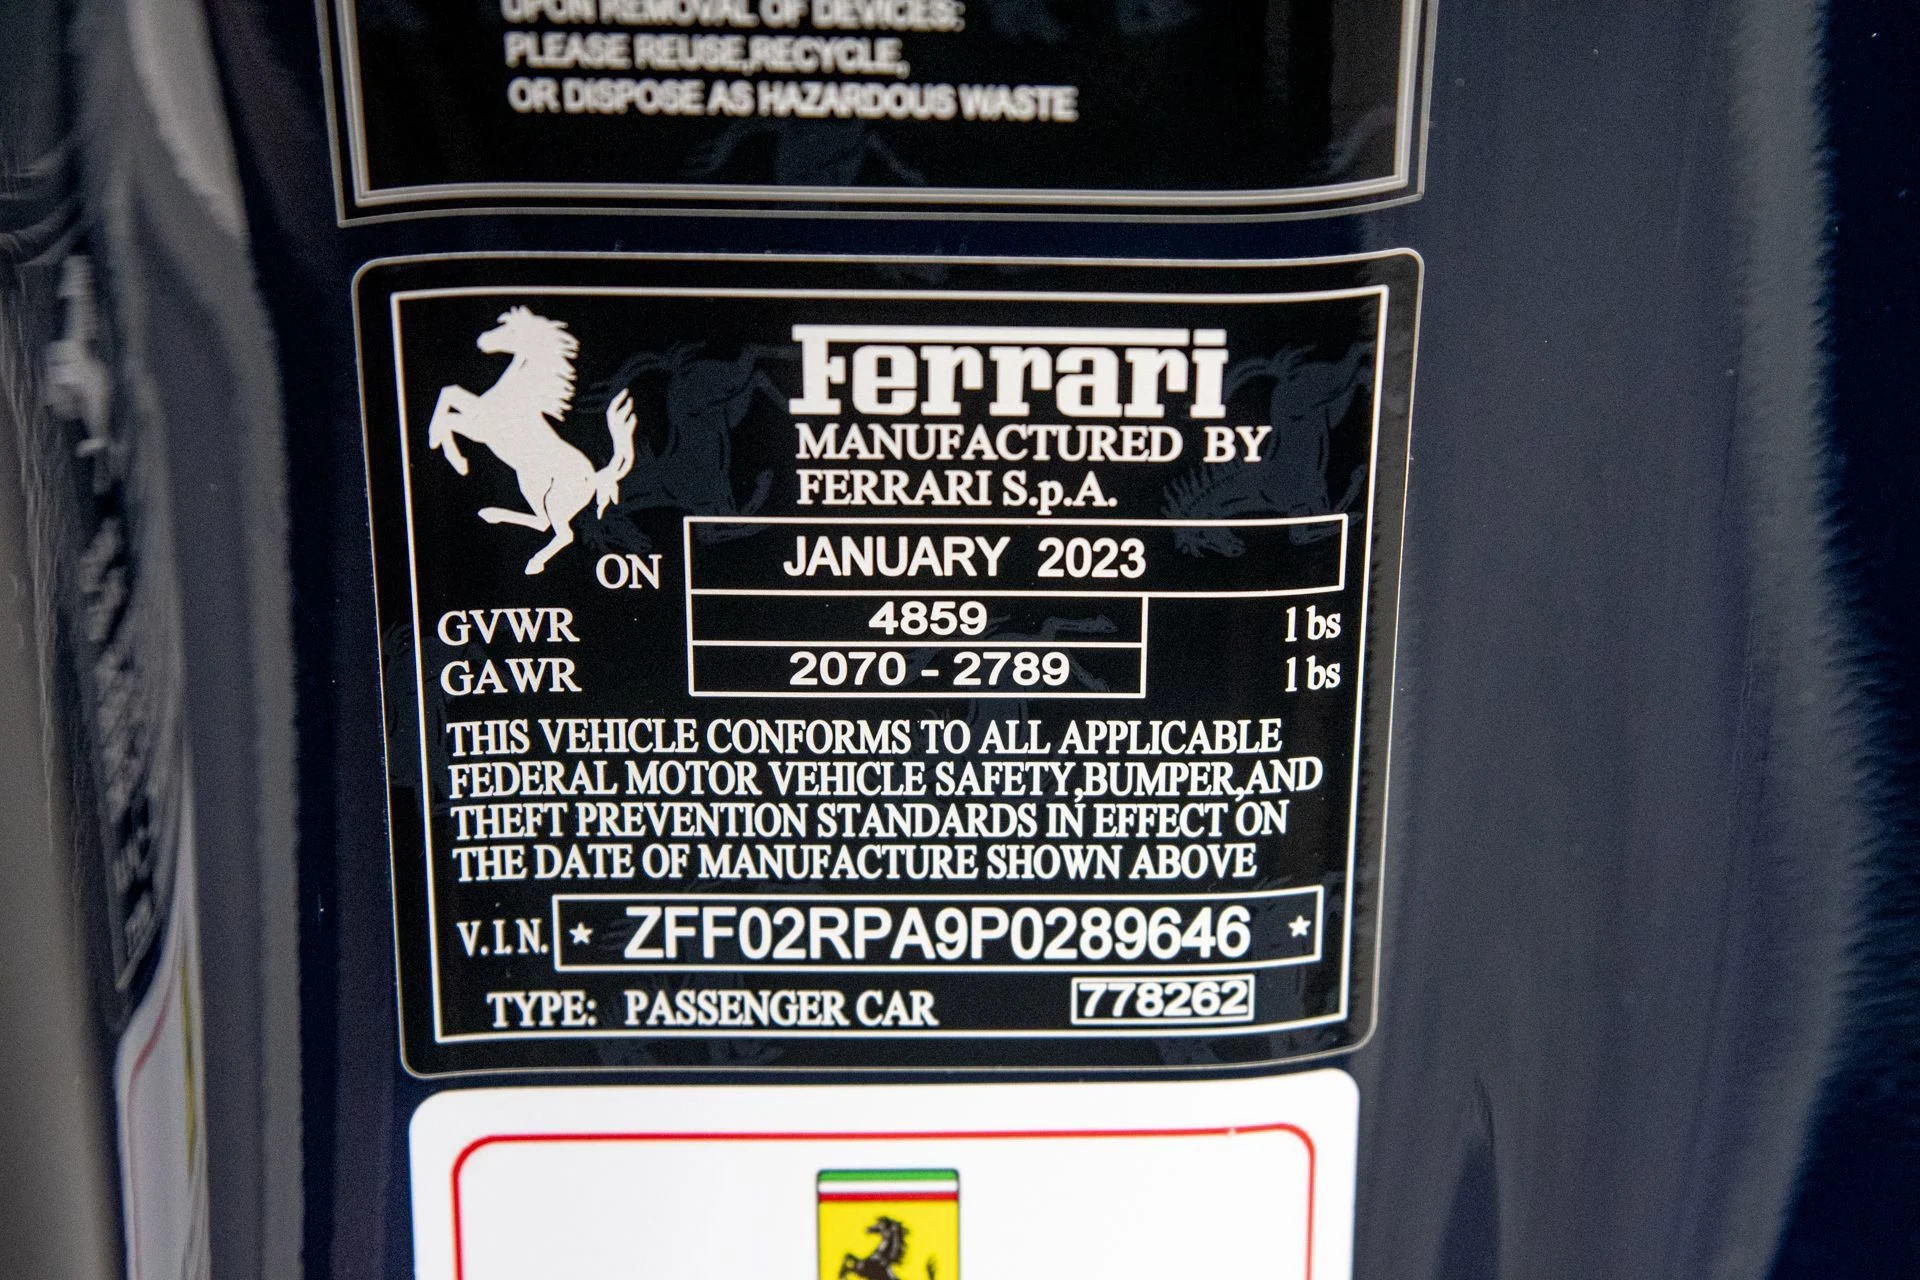 UPON REMOVAL OF DEVICES:
PLEASE REUSE,RECYCLE,
OR DISPOSE AS HAZARDOUS WASTE
Ferrari
MANUFACTURED BY
FERRARI S.p.A.
ON JANUARY 2023
GVWR 4859 lbs
GAWR 2070 - 2789 lbs
THIS VEHICLE CONFORMS TO ALL APPLICABLE
FEDERAL MOTOR VEHICLE SAFETY,BUMPER,AND
THEFT PREVENTION STANDARDS IN EFFECT ON
THE DATE OF MANUFACTURE SHOWN ABOVE
V.I.N. * ZFF02RPA9P0289646 *
TYPE: PASSENGER CAR 778262